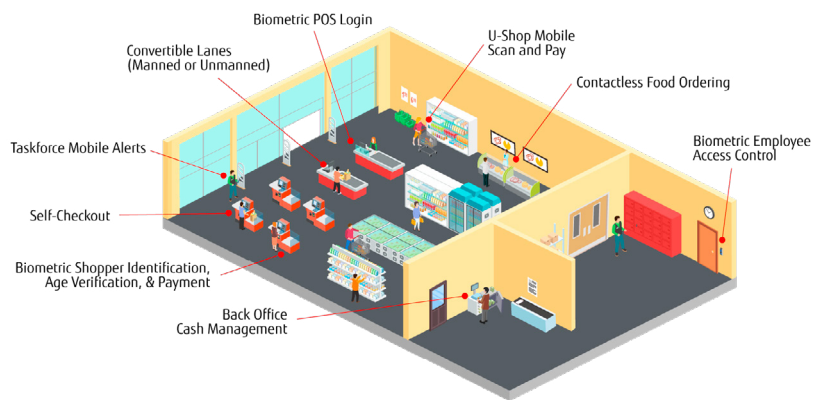 Biometric POS Login
U-Shop Mobile
Scan and Pay
Convertible Lanes
(Manned or Unmanned)
Contactless Food Ordering
Taskforce Mobile Alerts
Biometric Employee
Access Control
Self-Checkout
Biometric Shopper Identification,
Age Verification, & Payment
Back Office
Cash Management